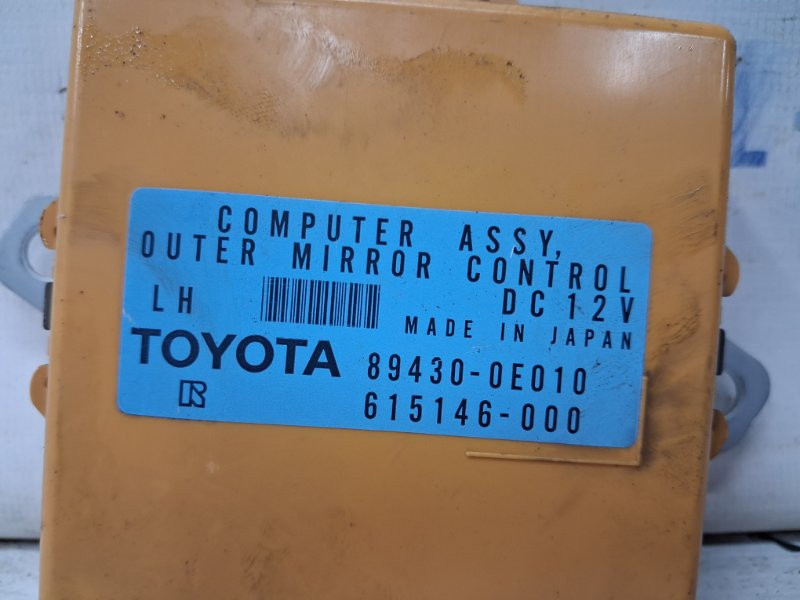 COMPUTER ASSY,
OUTER MIRROR CONTROL
LH DC12V
MADE IN JAPAN
TOYOTA 89430-0E010
R 615146-000